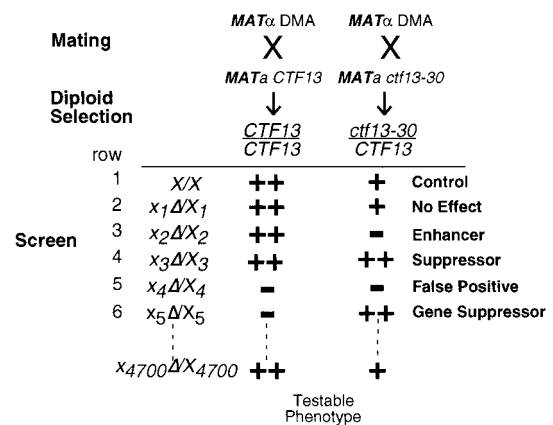 Mating
MATα DMA MATα DMA
X X
MATa CTF13 MATa ctf13-30
Diploid
Selection
CTF13 ctf13-30
CTF13 CTF13
row
1 X/X ++ + Control
2 x1Δ/X1 ++ + No Effect
Screen 3 x2Δ/X2 ++ - Enhancer
4 x3Δ/X3 ++ ++ Suppressor
5 x4Δ/X4 - - False Positive
6 x5Δ/X5 - ++ Gene Suppressor
x4700Δ/X4700 ++ +
Testable
Phenotype